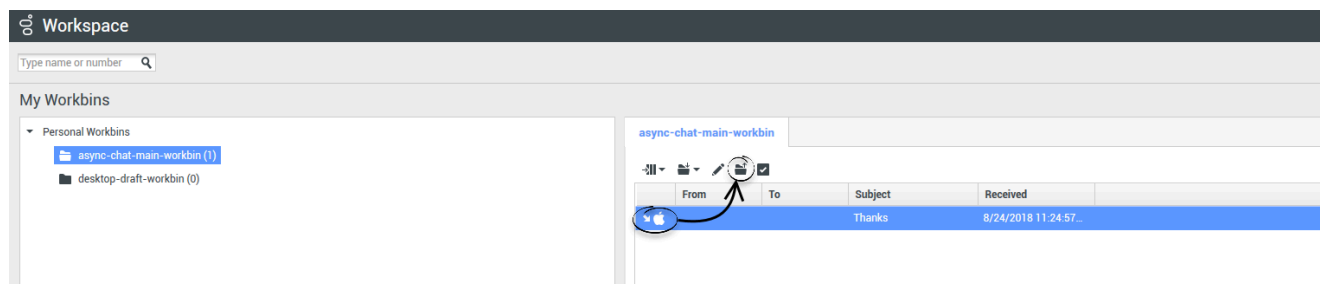 Workspace
Type name or number
My Workbins
Personal Workbins
async-chat-main-workbin (1)
desktop-draft-workbin (0)
async-chat-main-workbin
From To Subject Received
Thanks 8/24/2018 11:24:57...